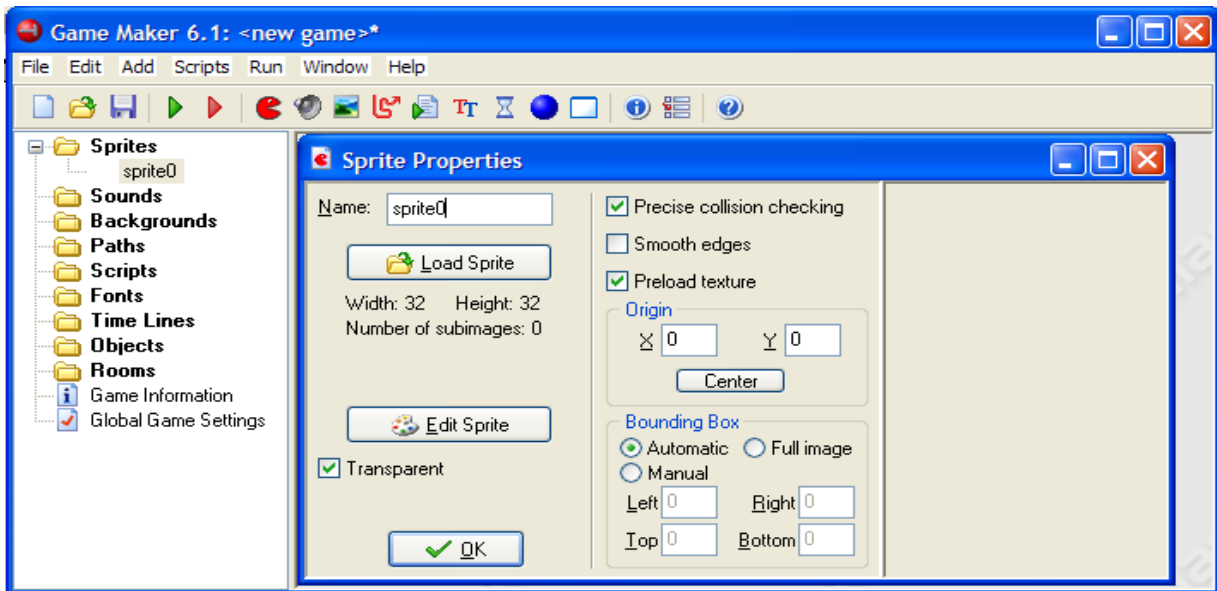 Game Maker 6.1: <new game>*
File Edit Add Scripts Run Window Help
Sprites
sprite0
Sounds
Backgrounds
Paths
Scripts
Fonts
Time Lines
Objects
Rooms
Game Information
Global Game Settings
Sprite Properties
Name: sprite0
Load Sprite
Width: 32 Height: 32
Number of subimages: 0
Edit Sprite
Transparent
OK
Precise collision checking
Smooth edges
Preload texture
Origin
X 0 Y 0
Center
Bounding Box
Automatic Full image
Manual
Left 0 Right 0
Top 0 Bottom 0